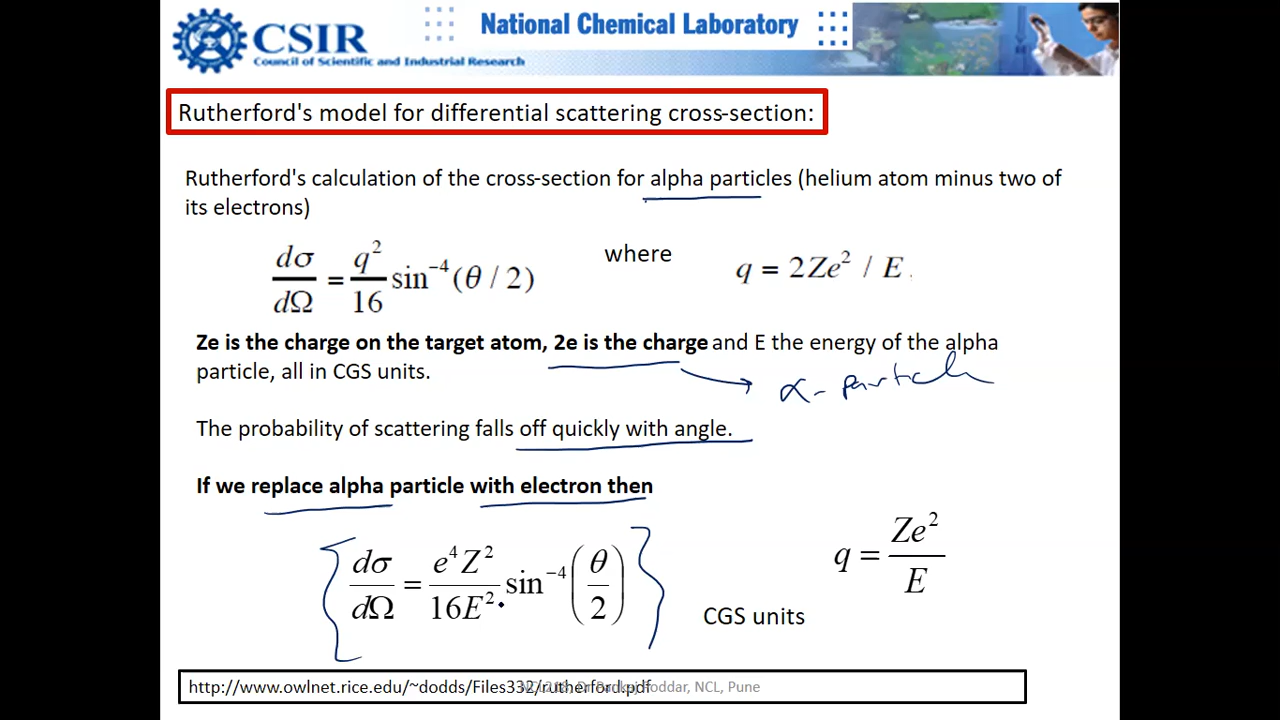 CSIR
Council of Scientific and Industrial Research
National Chemical Laboratory
Rutherford's model for differential scattering cross-section:
Rutherford's calculation of the cross-section for alpha particles (helium atom minus two of
its electrons)
dσ/dΩ = q²/16 sin⁻⁴(θ / 2) where q = 2Ze² / E
Ze is the charge on the target atom, 2e is the charge and E the energy of the alpha
particle, all in CGS units.
α- particle
The probability of scattering falls off quickly with angle.
If we replace alpha particle with electron then
dσ/dΩ = e⁴Z²/16E² sin⁻⁴(θ/2) q = Ze²/E
CGS units
http://www.owlnet.rice.edu/~dodds/Files332/rutherford.pdf
NCL, Pune